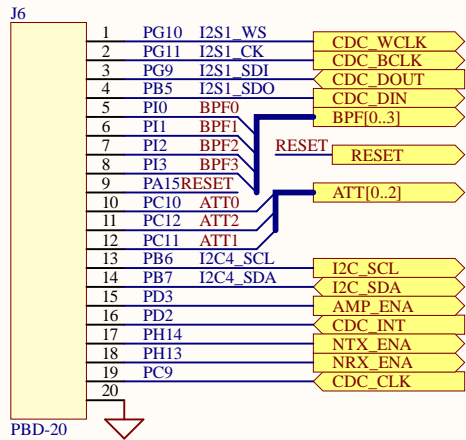 J6
1 PG10 I2S1_WS CDC_WCLK
2 PG11 I2S1_CK CDC_BCLK
3 PG9 I2S1_SDI CDC_DOUT
4 PB5 I2S1_SDO CDC_DIN
5 PI0 BPF0 BPF[0..3]
6 PI1 BPF1
7 PI2 BPF2 RESET RESET
8 PI3 BPF3
9 PA15 RESET ATT[0..2]
10 PC10 ATT0
11 PC12 ATT2
12 PC11 ATT1
13 PB6 I2C4_SCL I2C_SCL
14 PB7 I2C4_SDA I2C_SDA
15 PD3 AMP_ENA
16 PD2 CDC_INT
17 PH14 NTX_ENA
18 PH13 NRX_ENA
19 PC9 CDC_CLK
20
PBD-20